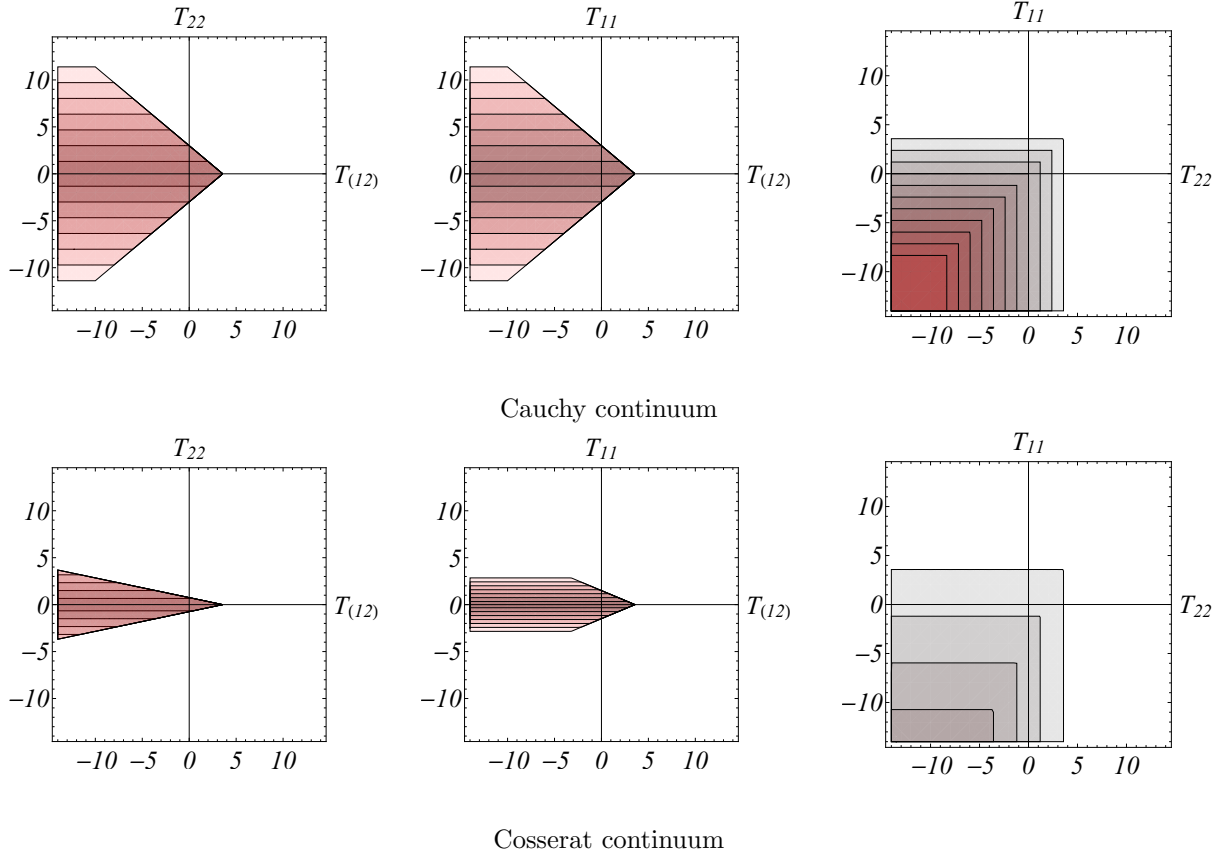 T22 T11 T11
10 10 10
5 5 5
0 T(12) 0 T(12) 0 T22
−5 −5 −5
−10 −10 −10
−10 −5 0 5 10 −10 −5 0 5 10 −10 −5 0 5 10
Cauchy continuum
T22 T11 T11
10 10 10
5 5 5
0 T(12) 0 T(12) 0 T22
−5 −5 −5
−10 −10 −10
−10 −5 0 5 10 −10 −5 0 5 10 −10 −5 0 5 10
Cosserat continuum